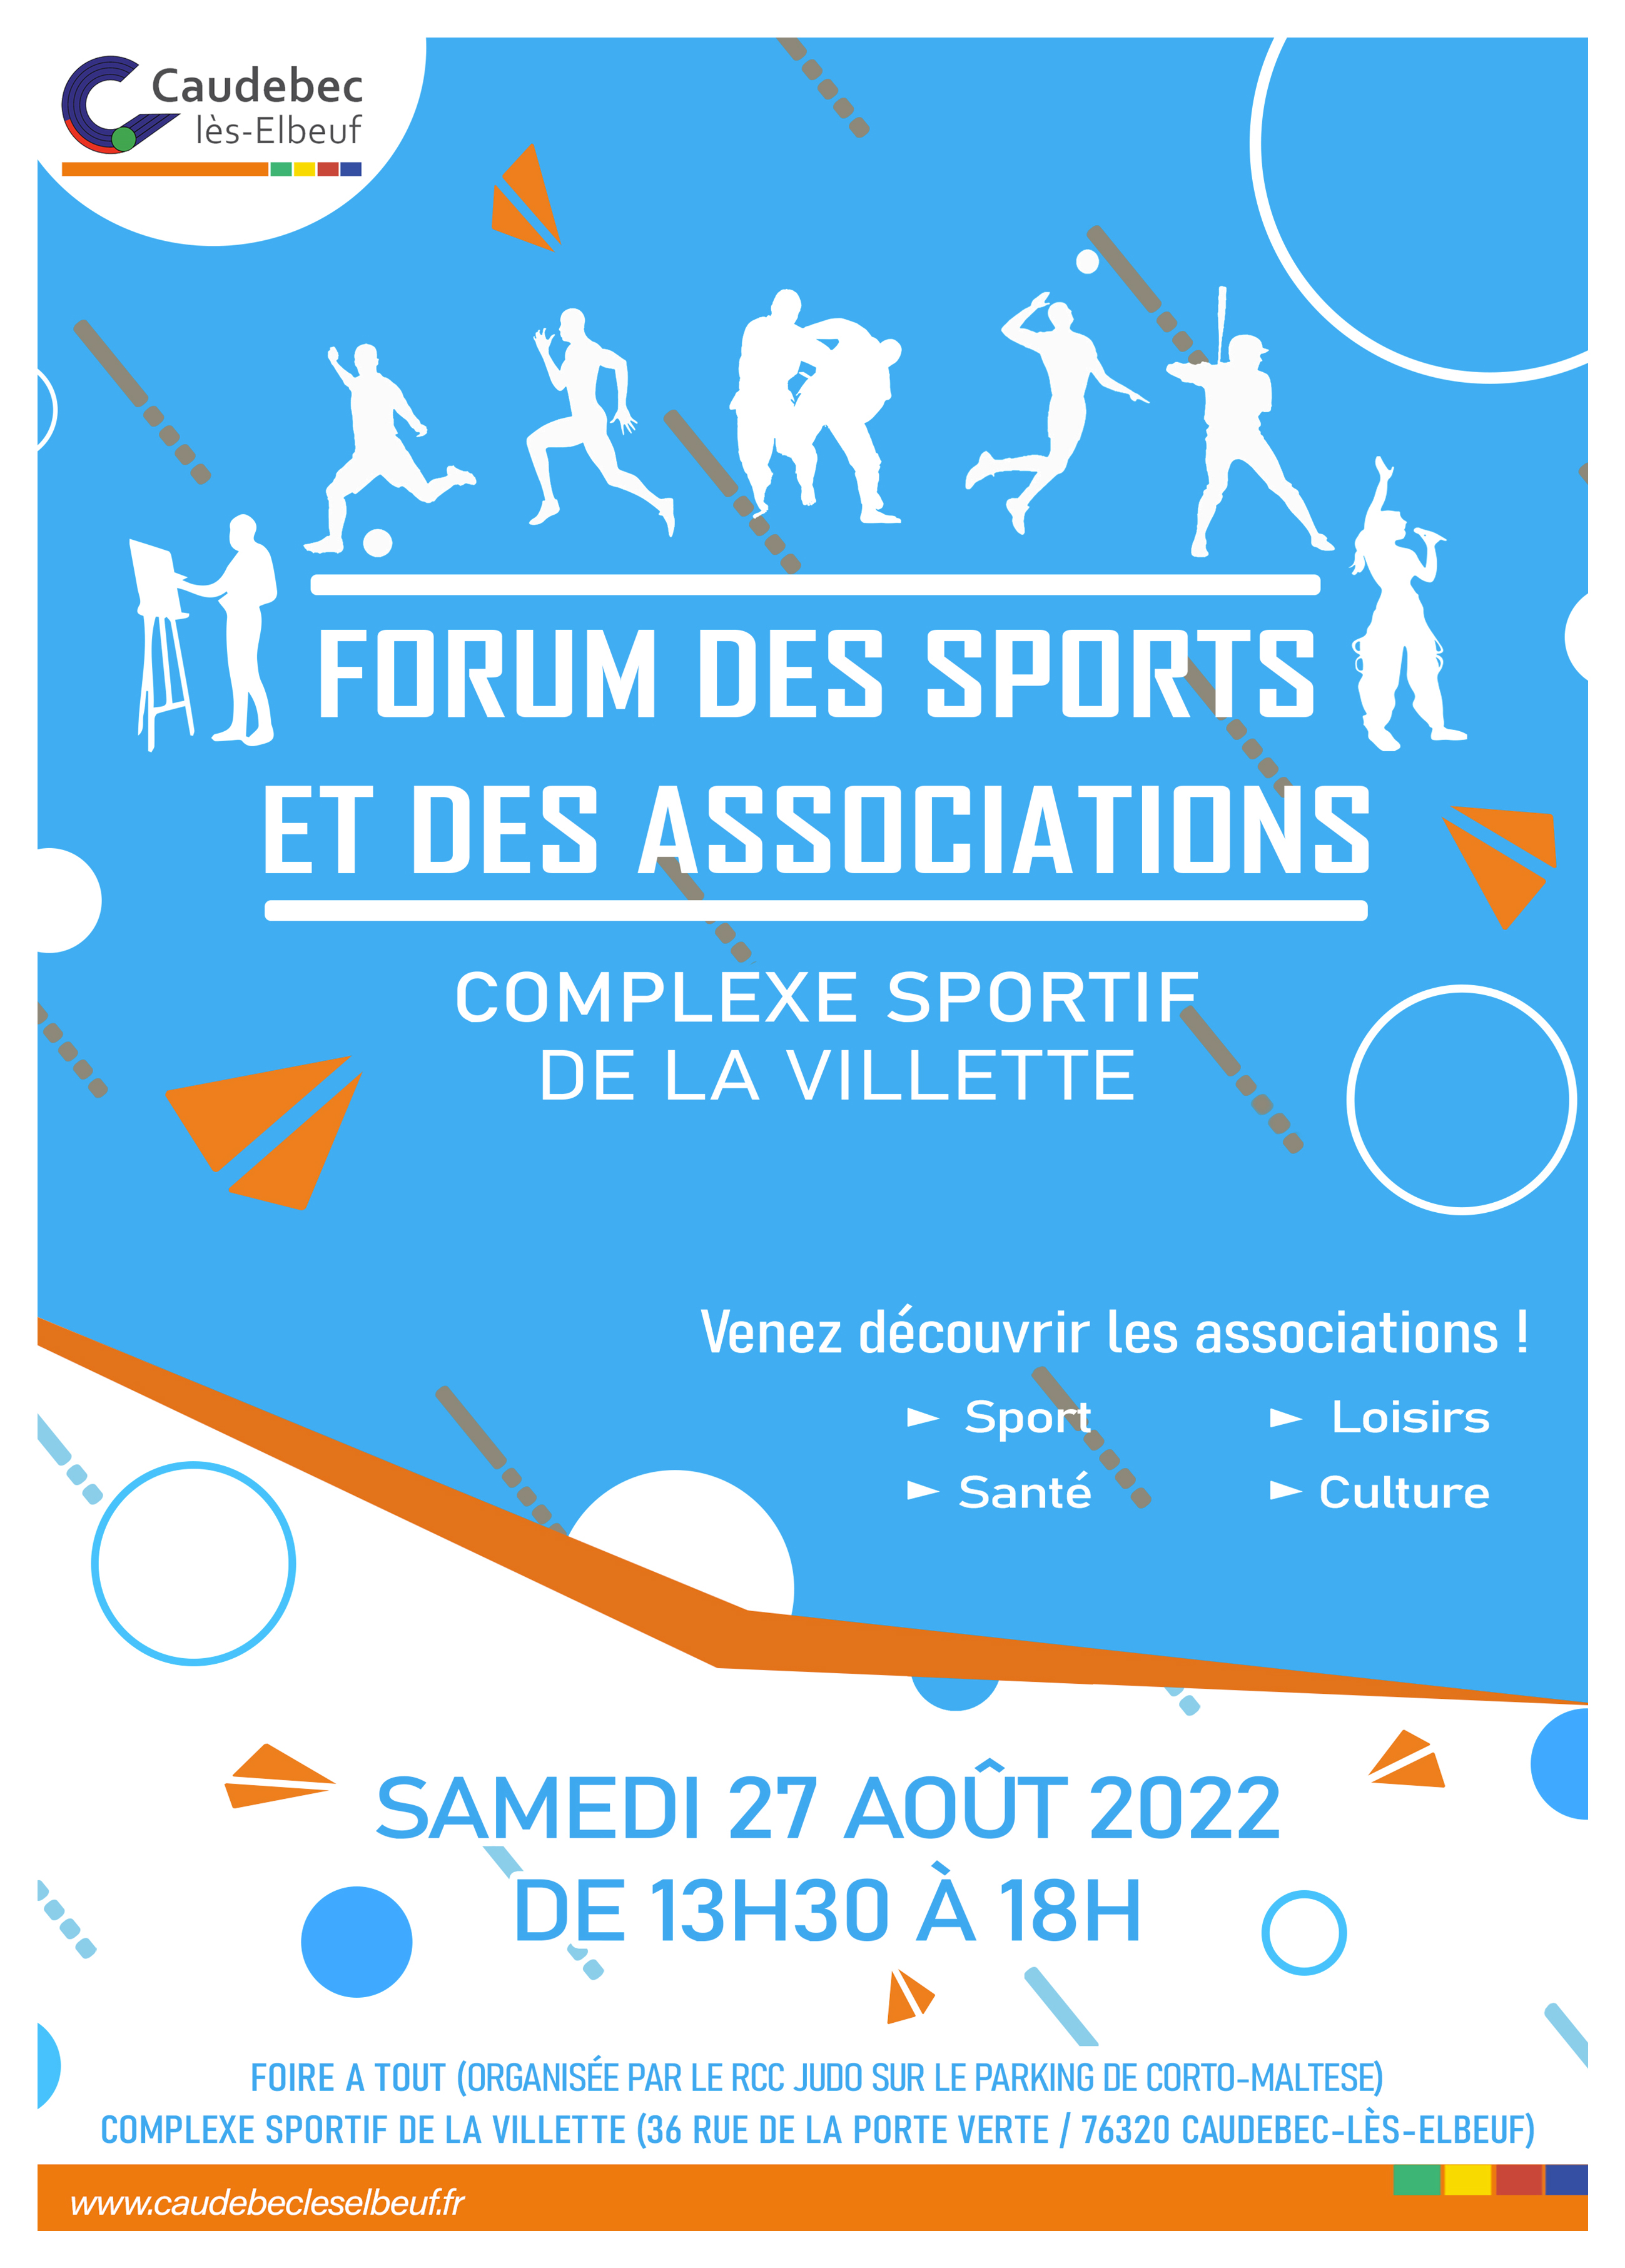 Caudebec
lès-Elbeuf
FORUM DES SPORTS
ET DES ASSOCIATIONS
COMPLEXE SPORTIF
DE LA VILLETTE
Venez découvrir les associations !
Sport
Loisirs
Santé
Culture
SAMEDI 27 AOÛT 2022
DE 13H30 À 18H
FOIRE A TOUT (ORGANISÉE PAR LE RCC JUDO SUR LE PARKING DE CORTO-MALTESE)
COMPLEXE SPORTIF DE LA VILLETTE (36 RUE DE LA PORTE VERTE / 76320 CAUDEBEC-LÈS-ELBEUF)
www.caudebecleselbeuf.fr